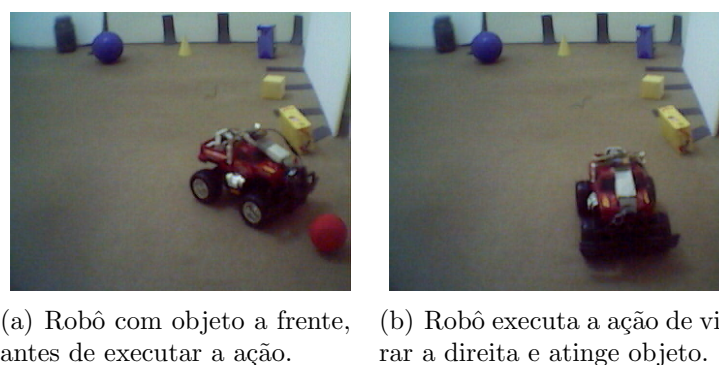 (a) Robô com objeto a frente,
antes de executar a ação.
(b) Robô executa a ação de vi
rar a direita e atinge objeto.